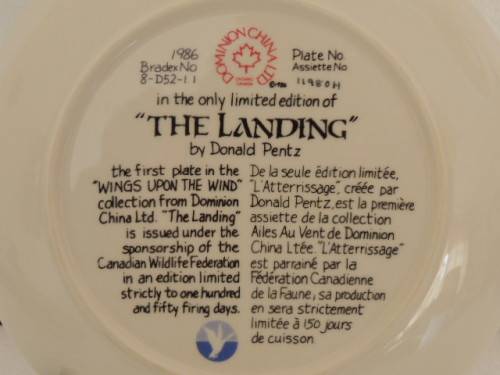 1986
Bradex No
8-D52-1.1
DOMINION CHINA LTD
Plate No.
Assiette No
in the only limited edition of
"THE LANDING"
by Donald Pentz
the first plate in the
"WINGS UPON THE WIND"
collection from Dominion
China Ltd. "The Landing"
is issued under the
sponsorship of the
Canadian Wildlife Federation
in an edition limited
strictly to one hundred
and fifty firing days.
De la seule édition limitée,
"L'Atterrissage", créée par
Donald Pentz, est la première
assiette de la collection
Ailes Au Vent de Dominion
China Ltée. "L'Atterrissage"
est parrainé par la
Fédération Canadienne
de la Faune, sa production
en sera strictement
limitée à 150 jours
de cuisson.